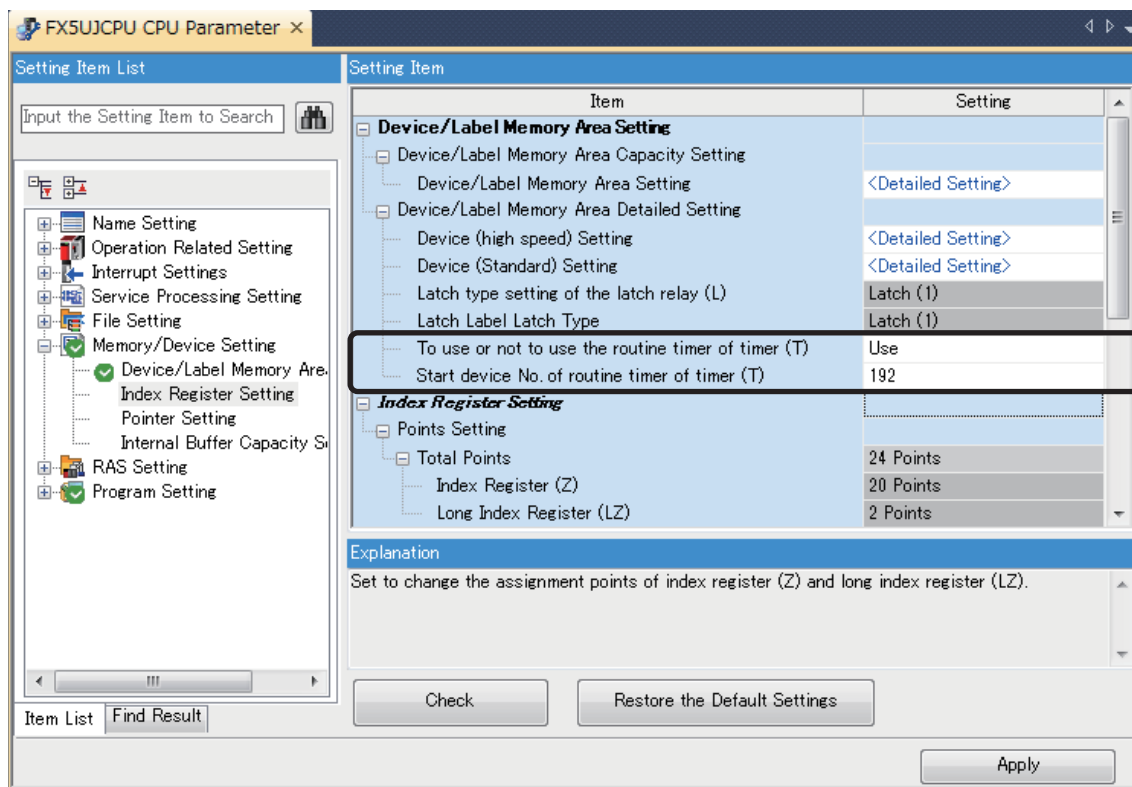 FX5UJCPU CPU Parameter ×
Setting Item List
Input the Setting Item to Search
Name Setting
Operation Related Setting
Interrupt Settings
Service Processing Setting
File Setting
Memory/Device Setting
Device/Label Memory Are
Index Register Setting
Pointer Setting
Internal Buffer Capacity S
RAS Setting
Program Setting
Item List Find Result
Setting Item
Item Setting
Device/Label Memory Area Setting
Device/Label Memory Area Capacity Setting
Device/Label Memory Area Setting <Detailed Setting>
Device/Label Memory Area Detailed Setting
Device (high speed) Setting <Detailed Setting>
Device (Standard) Setting <Detailed Setting>
Latch type setting of the latch relay (L) Latch (1)
Latch Label Latch Type Latch (1)
To use or not to use the routine timer of timer (T) Use
Start device No. of routine timer of timer (T) 192
Index Register Setting
Points Setting
Total Points 24 Points
Index Register (Z) 20 Points
Long Index Register (LZ) 2 Points
Explanation
Set to change the assignment points of index register (Z) and long index register (LZ).
Check Restore the Default Settings
Apply